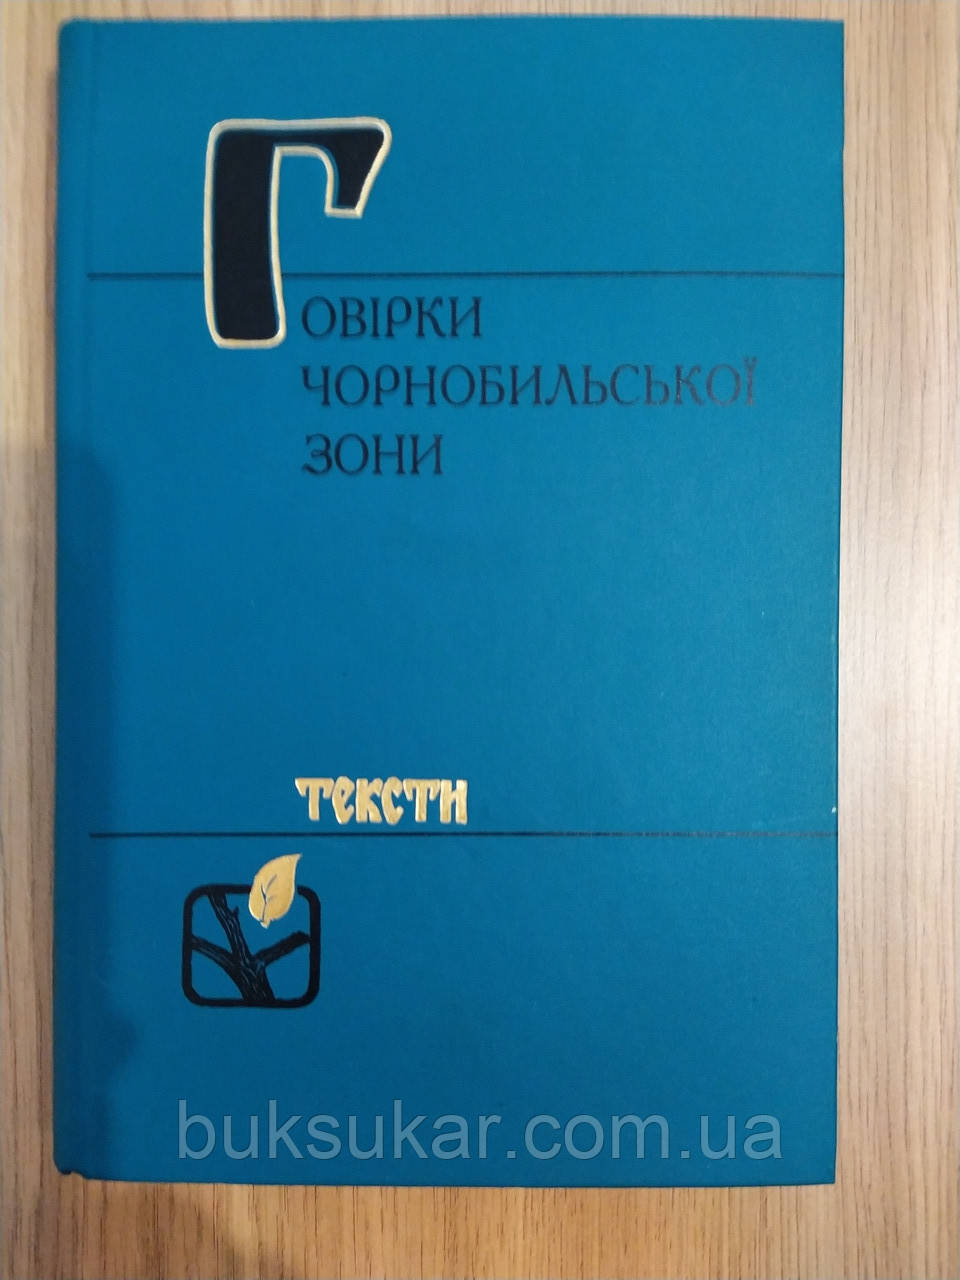 ГОВІРКИ
ЧОРНОБИЛЬСЬКОЇ
ЗОНИ
ТЕКСТИ
buksukar.com.ua